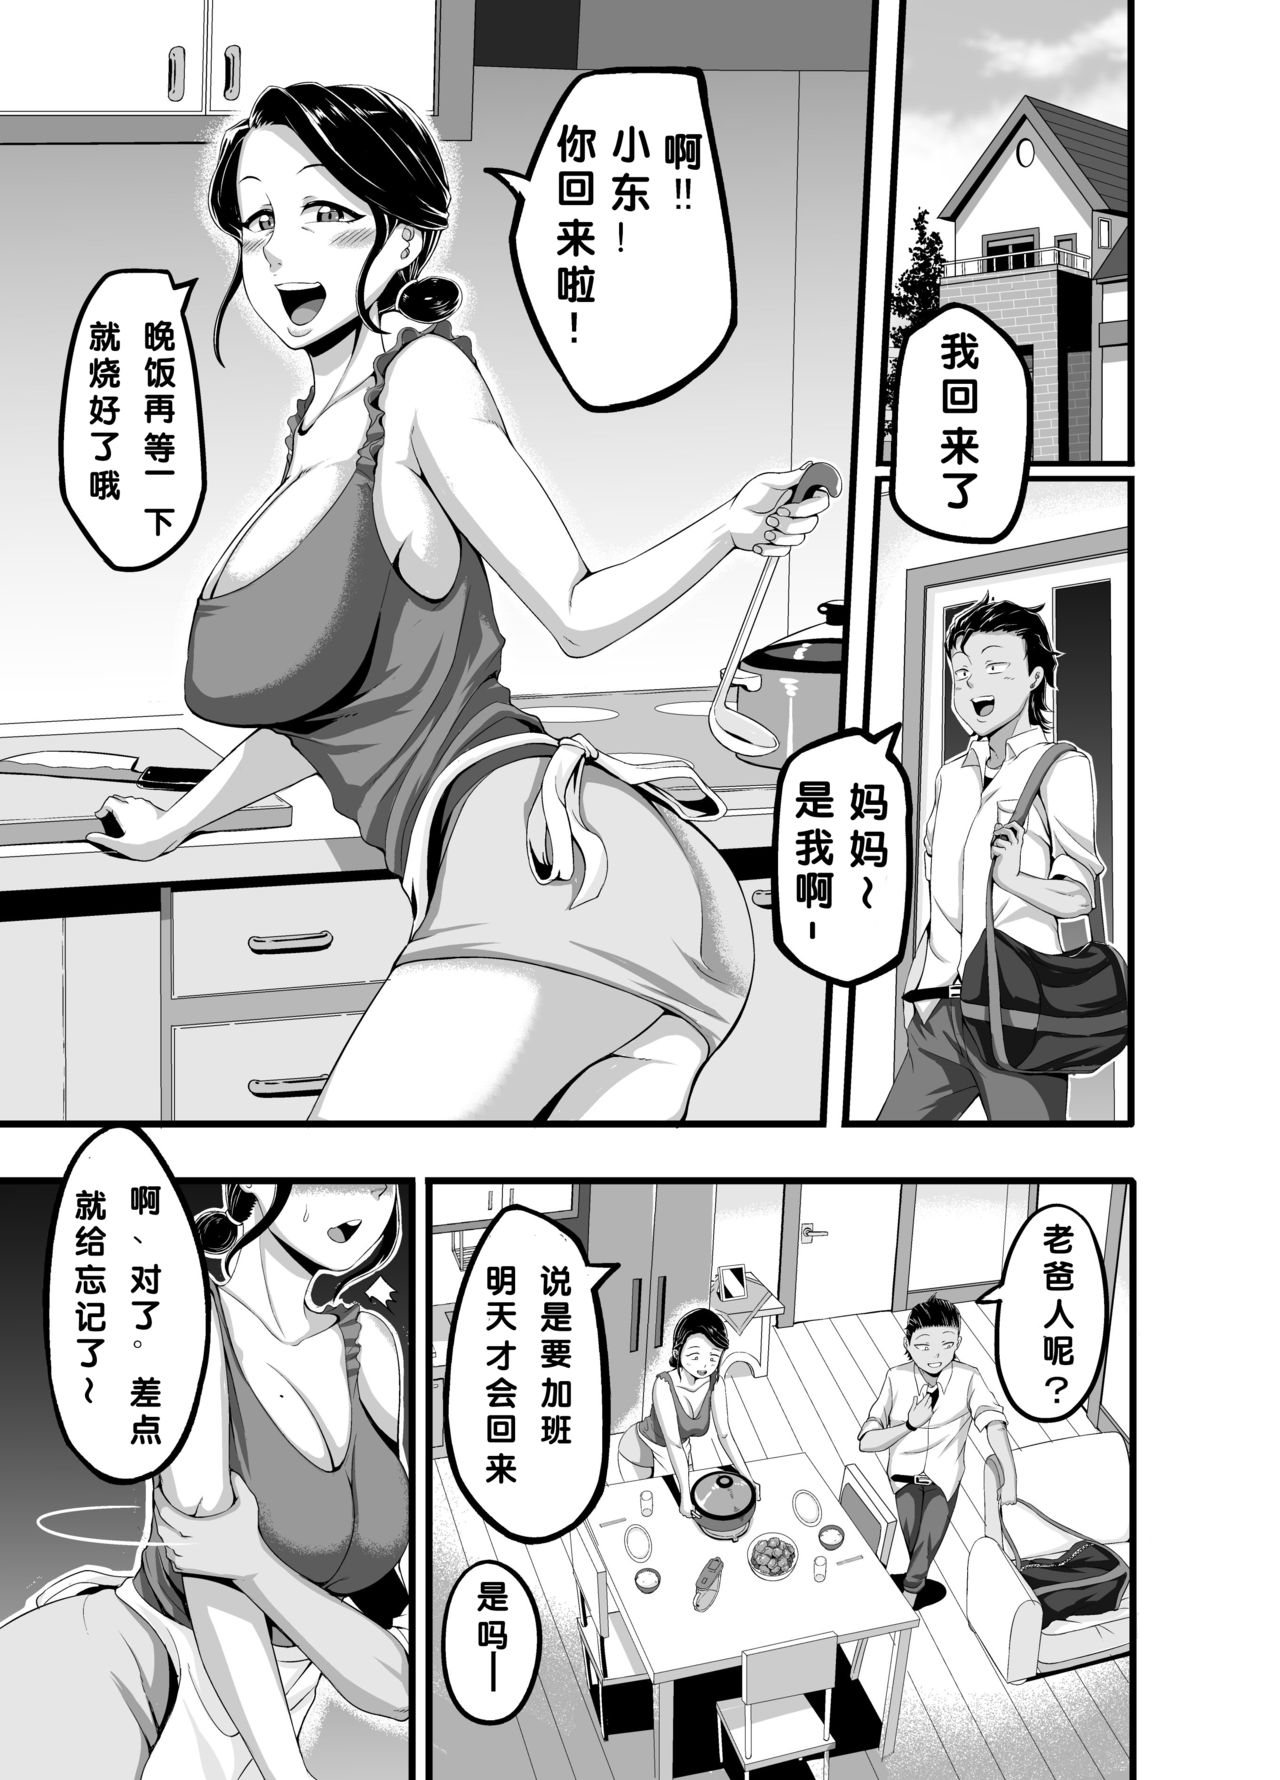 我回来了
妈妈～
是我啊-
啊!!
小东！
你回来啦！
晚饭再等一下
就烧好了哦
老爸人呢？
说是要加班
明天才会回来
是吗—
啊、对了。差点
就给忘记了～